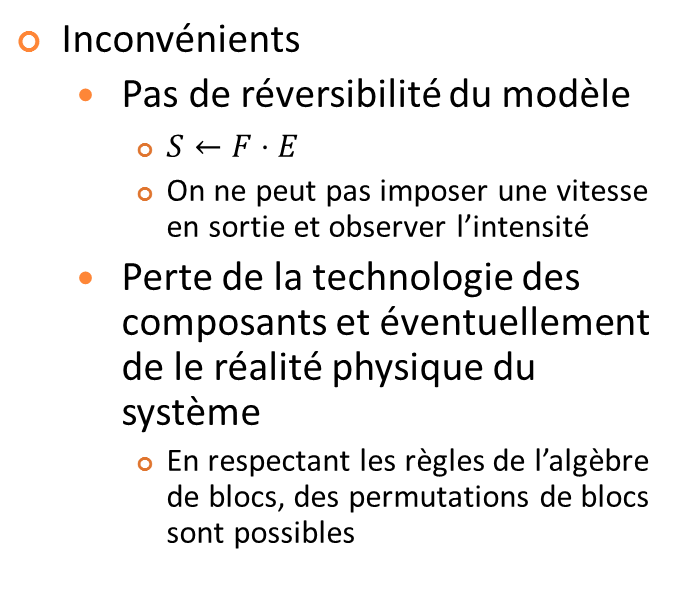 Inconvénients
Pas de réversibilité du modèle
S ← F · E
On ne peut pas imposer une vitesse
en sortie et observer l’intensité
Perte de la technologie des
composants et éventuellement
de le réalité physique du
système
En respectant les règles de l’algèbre
de blocs, des permutations de blocs
sont possibles